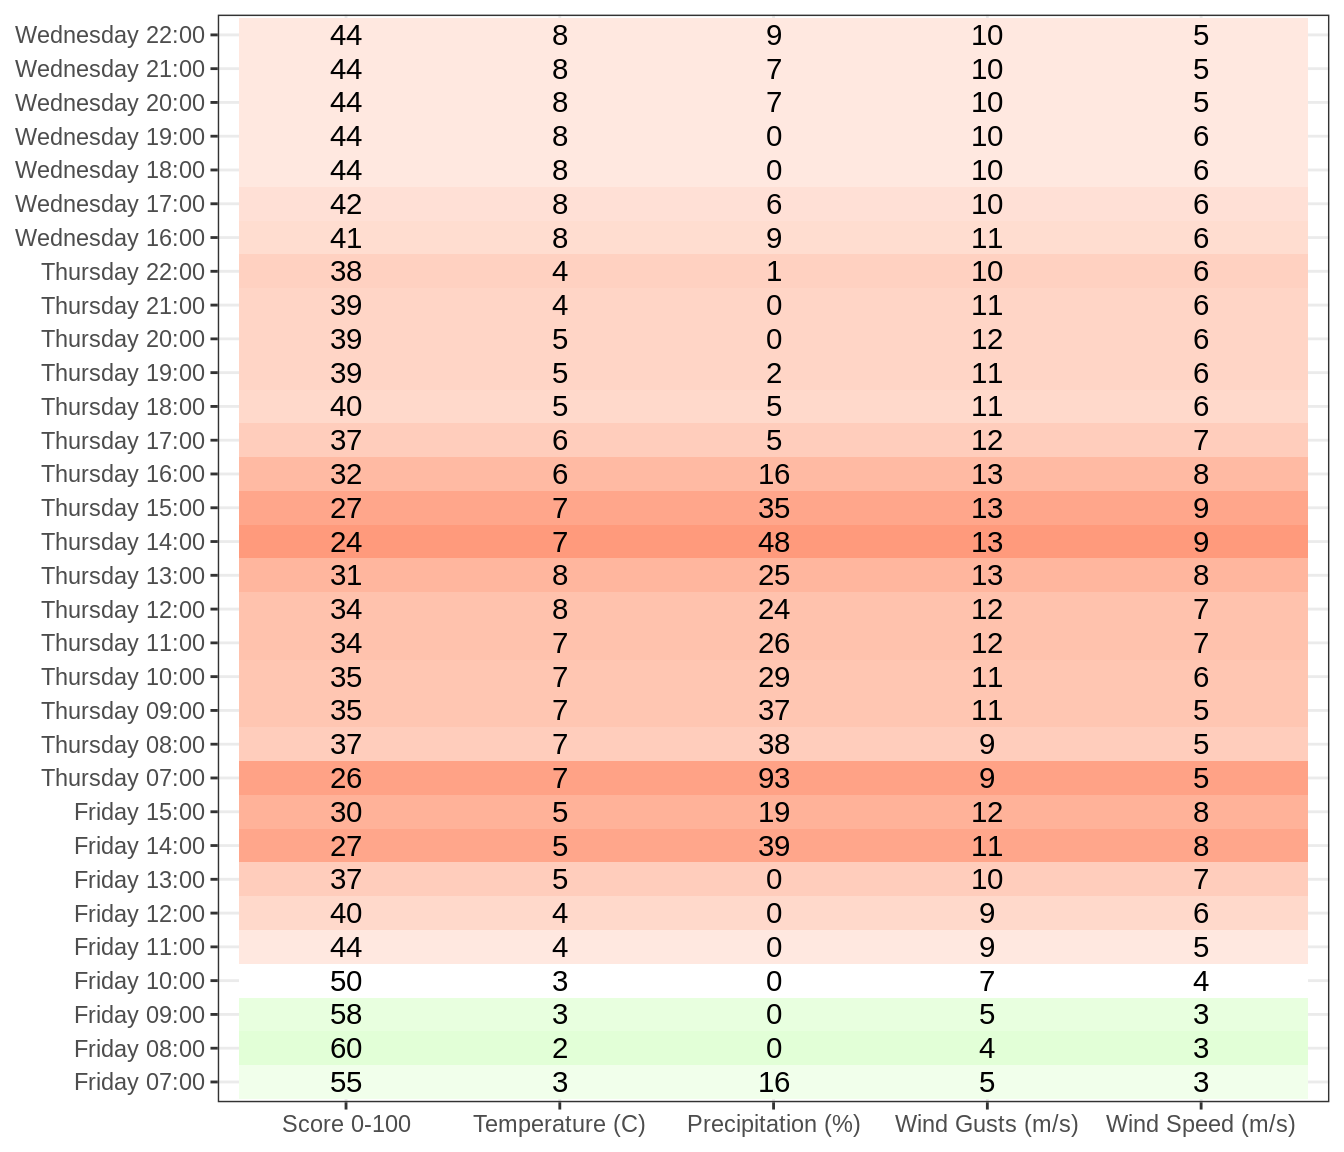 Wednesday 22:00 44 8 9 10 5
Wednesday 21:00 44 8 7 10 5
Wednesday 20:00 44 8 7 10 5
Wednesday 19:00 44 8 0 10 6
Wednesday 18:00 44 8 0 10 6
Wednesday 17:00 42 8 6 10 6
Wednesday 16:00 41 8 9 11 6
Thursday 22:00 38 4 1 10 6
Thursday 21:00 39 4 0 11 6
Thursday 20:00 39 5 0 12 6
Thursday 19:00 39 5 2 11 6
Thursday 18:00 40 5 5 11 6
Thursday 17:00 37 6 5 12 7
Thursday 16:00 32 6 16 13 8
Thursday 15:00 27 7 35 13 9
Thursday 14:00 24 7 48 13 9
Thursday 13:00 31 8 25 13 8
Thursday 12:00 34 8 24 12 7
Thursday 11:00 34 7 26 12 7
Thursday 10:00 35 7 29 11 6
Thursday 09:00 35 7 37 11 5
Thursday 08:00 37 7 38 9 5
Thursday 07:00 26 7 93 9 5
Friday 15:00 30 5 19 12 8
Friday 14:00 27 5 39 11 8
Friday 13:00 37 5 0 10 7
Friday 12:00 40 4 0 9 6
Friday 11:00 44 4 0 9 5
Friday 10:00 50 3 0 7 4
Friday 09:00 58 3 0 5 3
Friday 08:00 60 2 0 4 3
Friday 07:00 55 3 16 5 3
Score 0-100 Temperature (C) Precipitation (%) Wind Gusts (m/s) Wind Speed (m/s)